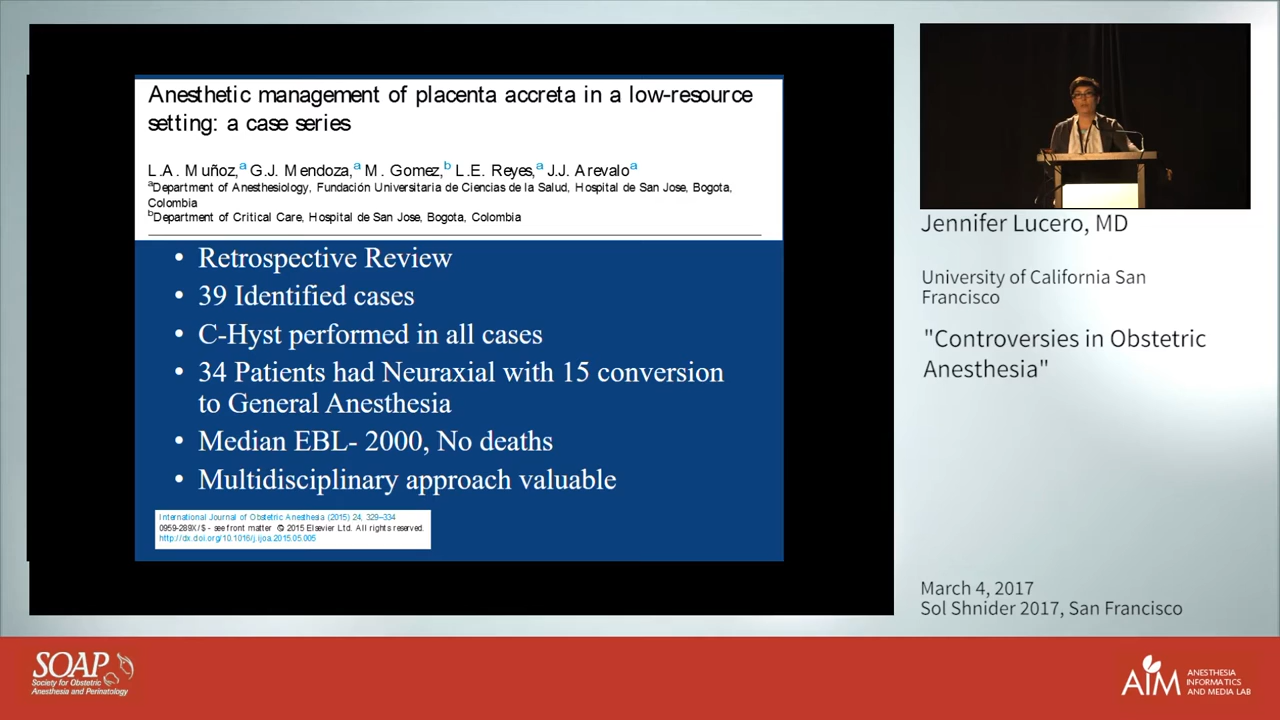 Anesthetic management of placenta accreta in a low-resource
setting: a case series
L.A. Muñoz,ᵃ G.J. Mendoza,ᵃ M. Gomez,ᵇ L.E. Reyes,ᵃ J.J. Arevaloᵃ
ᵃDepartment of Anesthesiology, Fundación Universitaria de Ciencias de la Salud, Hospital de San Jose, Bogota,
Colombia
ᵇDepartment of Critical Care, Hospital de San Jose, Bogota, Colombia
• Retrospective Review
• 39 Identified cases
• C-Hyst performed in all cases
• 34 Patients had Neuraxial with 15 conversion
to General Anesthesia
• Median EBL- 2000, No deaths
• Multidisciplinary approach valuable
International Journal of Obstetric Anesthesia (2015) 24, 329–334
0959-289X/$ - see front matter © 2015 Elsevier Ltd. All rights reserved.
http://dx.doi.org/10.1016/j.ijoa.2015.05.005
Jennifer Lucero, MD
University of California San
Francisco
"Controversies in Obstetric
Anesthesia"
March 4, 2017
Sol Shnider 2017, San Francisco
SOAP
Society for Obstetric
Anesthesia and Perinatology
AIM
ANESTHESIA
INFORMATICS
AND MEDIA LAB